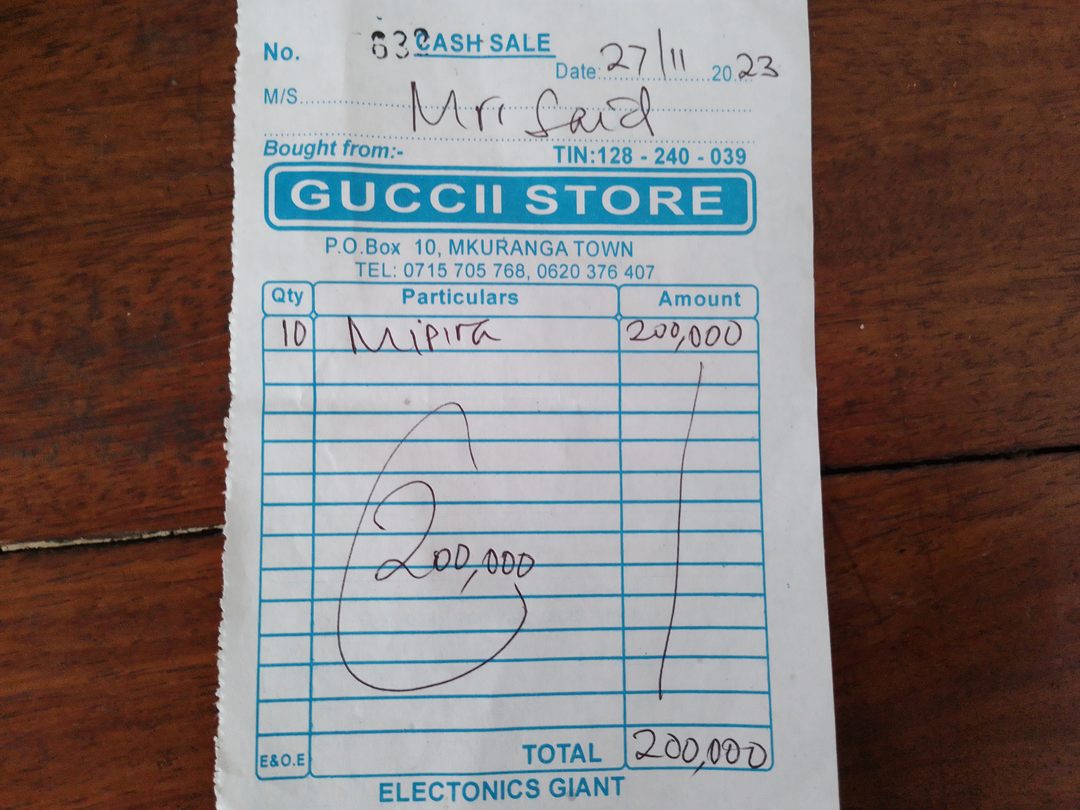 No. 638 CASH SALE
Date: 27/11 2023
M/S. Mr. Said
Bought from:- TIN:128 - 240 - 039
GUCCII STORE
P.O.Box 10, MKURANGA TOWN
TEL: 0715 705 768, 0620 376 407
Qty Particulars Amount
10 Mipira 200,000
200,000
E&O.E TOTAL 200,000
ELECTONICS GIANT